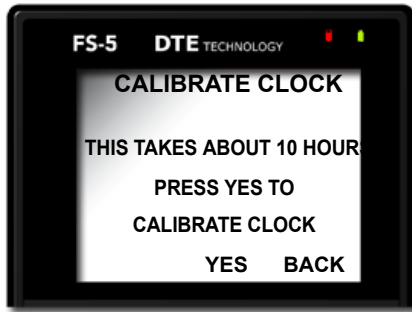 FS-5 DTE TECHNOLOGY
CALIBRATE CLOCK
THIS TAKES ABOUT 10 HOUR
PRESS YES TO
CALIBRATE CLOCK
YES BACK